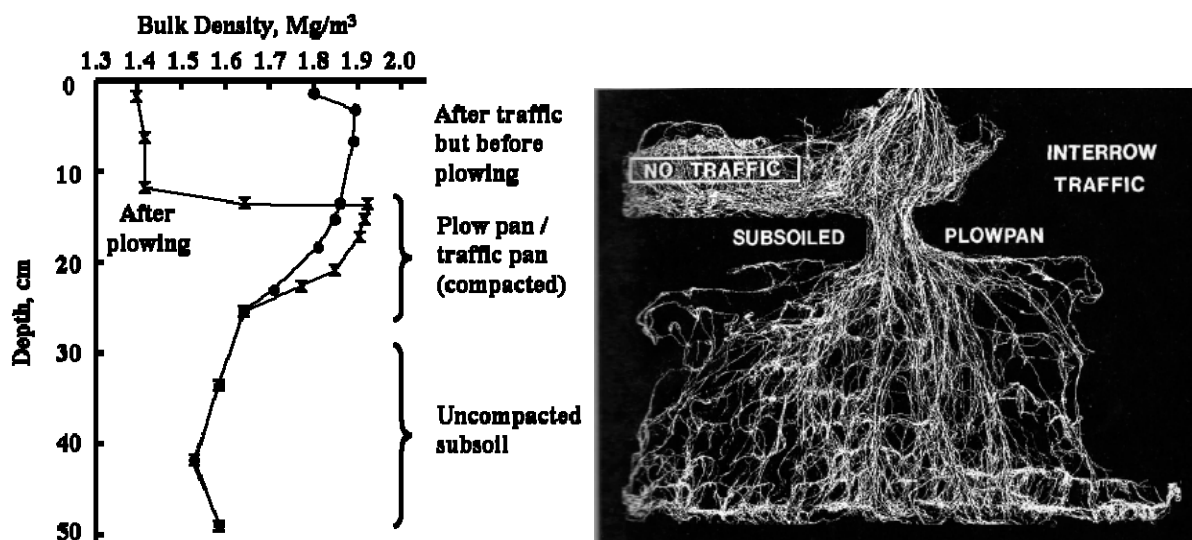 Bulk Density, Mg/m³
1.3 1.4 1.5 1.6 1.7 1.8 1.9 2.0
0
10
20
30
40
50
Depth, cm
After traffic
but before
plowing
After
plowing
Plow pan /
traffic pan
(compacted)
Uncompacted
subsoil
NO TRAFFIC
INTERROW
TRAFFIC
SUBSOILED
PLOWPAN